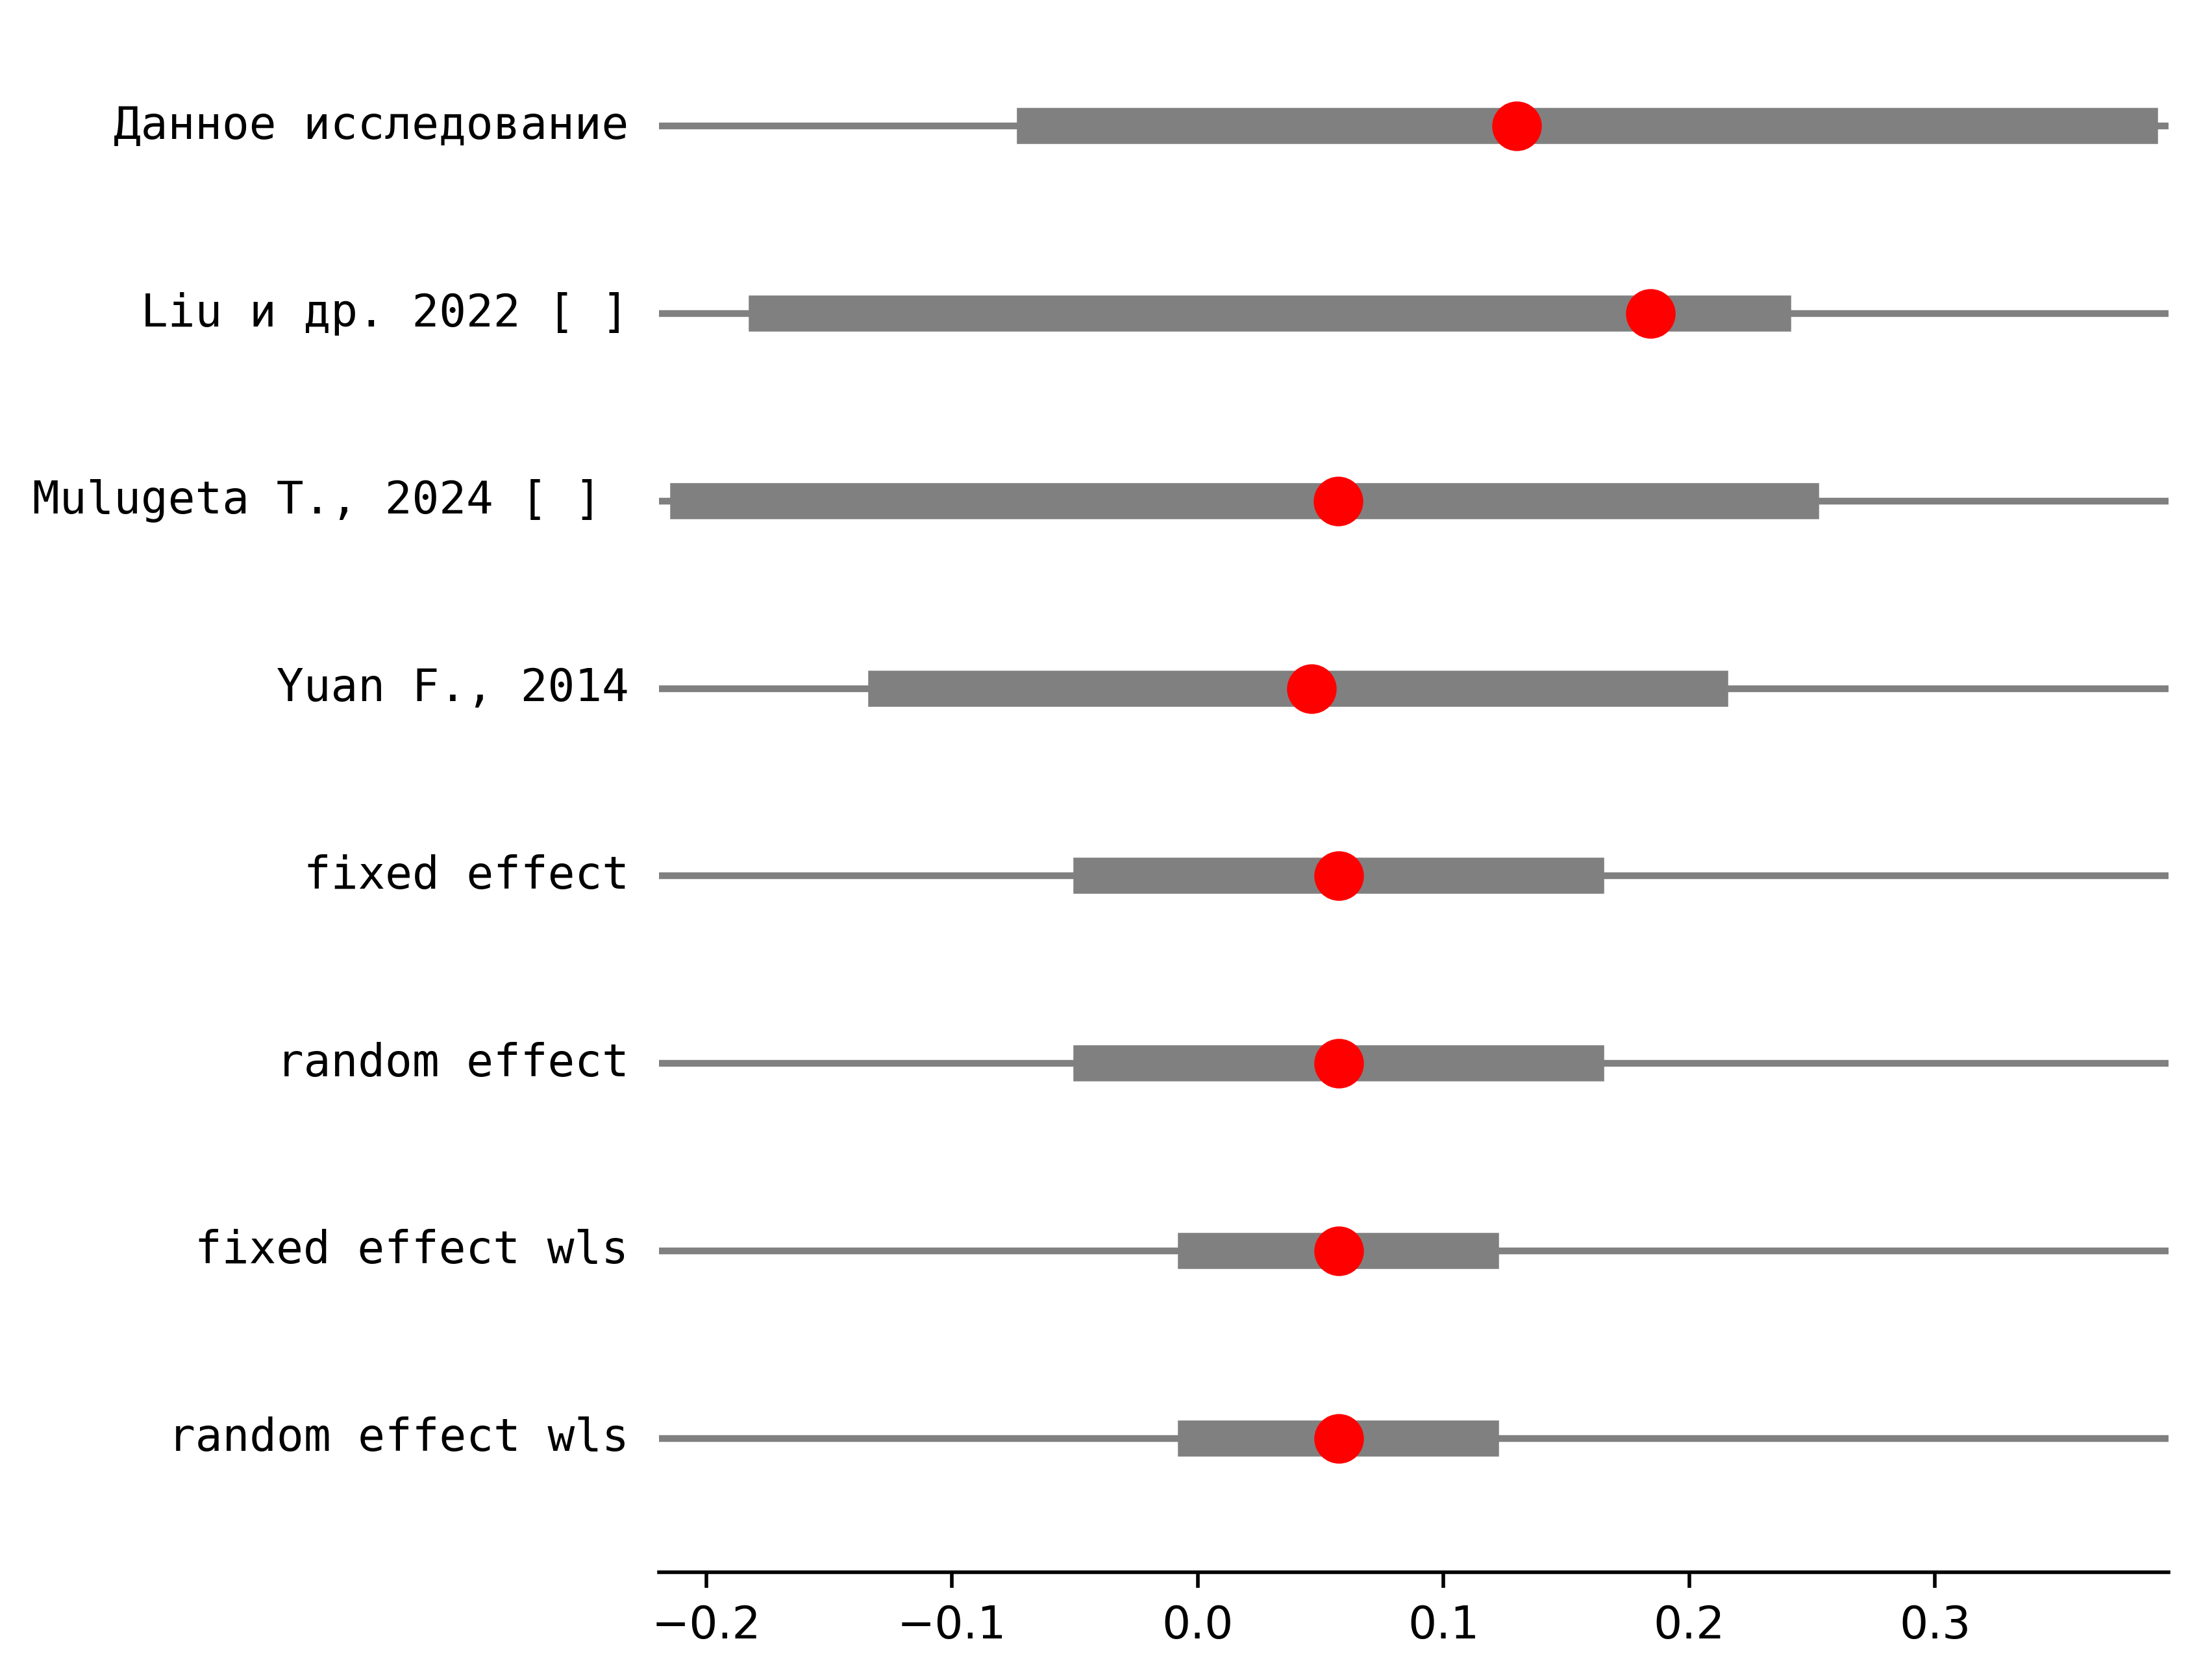 Данное исследование
Liu и др. 2022 [ ]
Mulugeta T., 2024 [ ]
Yuan F., 2014
fixed effect
random effect
fixed effect wls
random effect wls
−0.2 −0.1 0.0 0.1 0.2 0.3